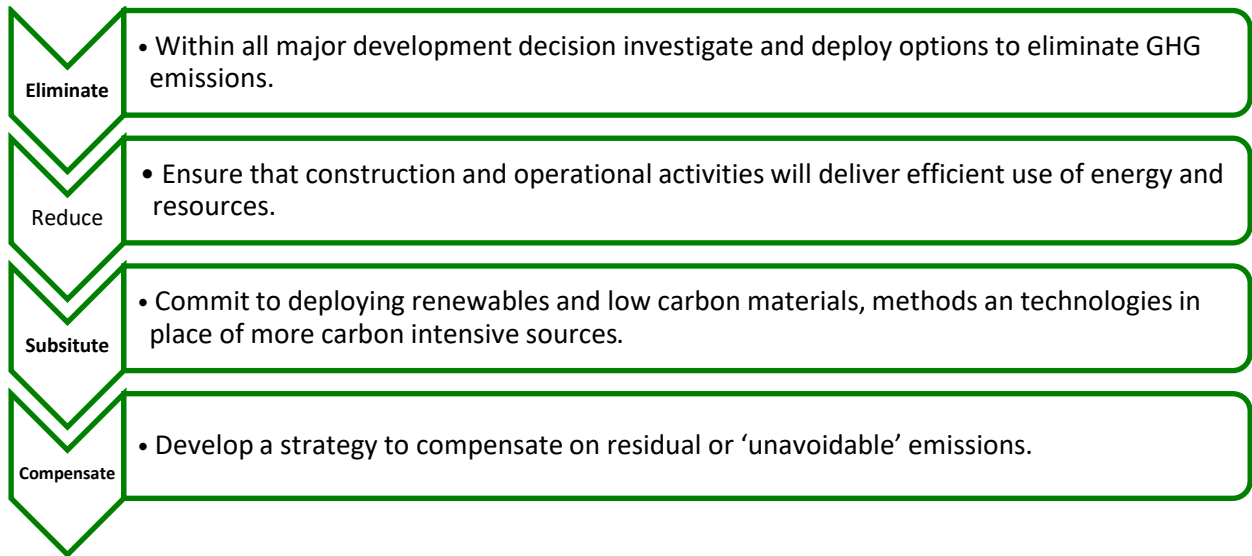 Eliminate
• Within all major development decision investigate and deploy options to eliminate GHG
emissions.
Reduce
• Ensure that construction and operational activities will deliver efficient use of energy and
resources.
Subsitute
• Commit to deploying renewables and low carbon materials, methods an technologies in
place of more carbon intensive sources.
Compensate
• Develop a strategy to compensate on residual or ‘unavoidable’ emissions.